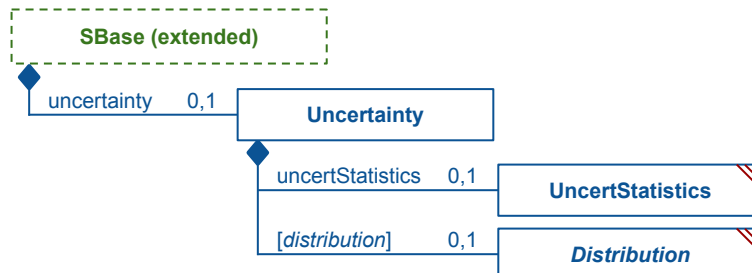 SBase (extended)
uncertainty 0,1
Uncertainty
uncertStatistics 0,1
UncertStatistics
[distribution] 0,1
Distribution